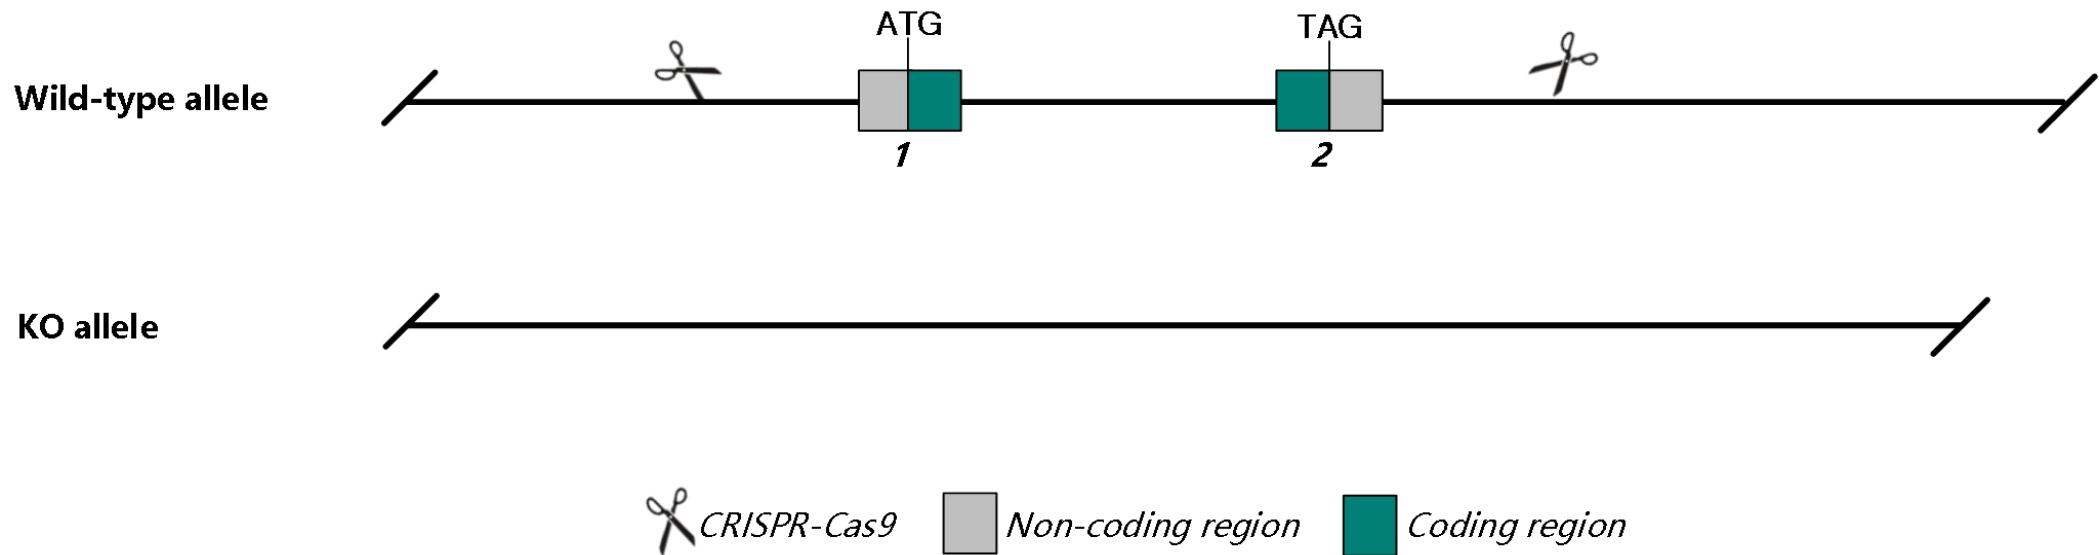 ATG
TAG
Wild-type allele
1
2
KO allele
CRISPR-Cas9
Non-coding region
Coding region